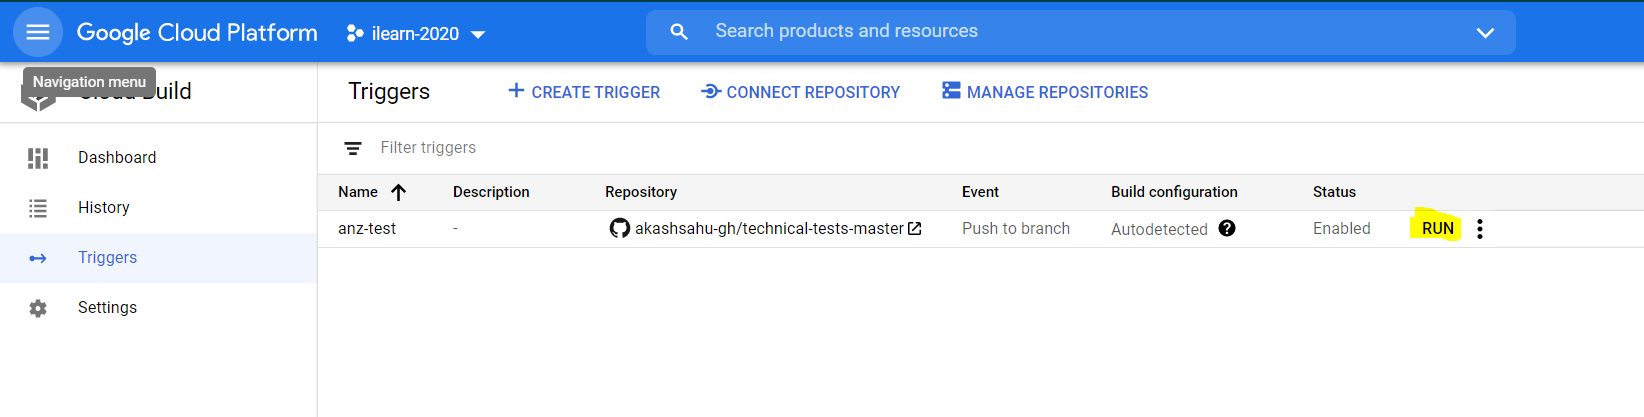 Google Cloud Platform ilearn-2020 Search products and resources
Navigation menu
Cloud Build
Triggers CREATE TRIGGER CONNECT REPOSITORY MANAGE REPOSITORIES
Dashboard
History
Triggers
Settings
Filter triggers
Name Description Repository Event Build configuration Status
anz-test - akashsahu-gh/technical-tests-master Push to branch Autodetected ? Enabled RUN